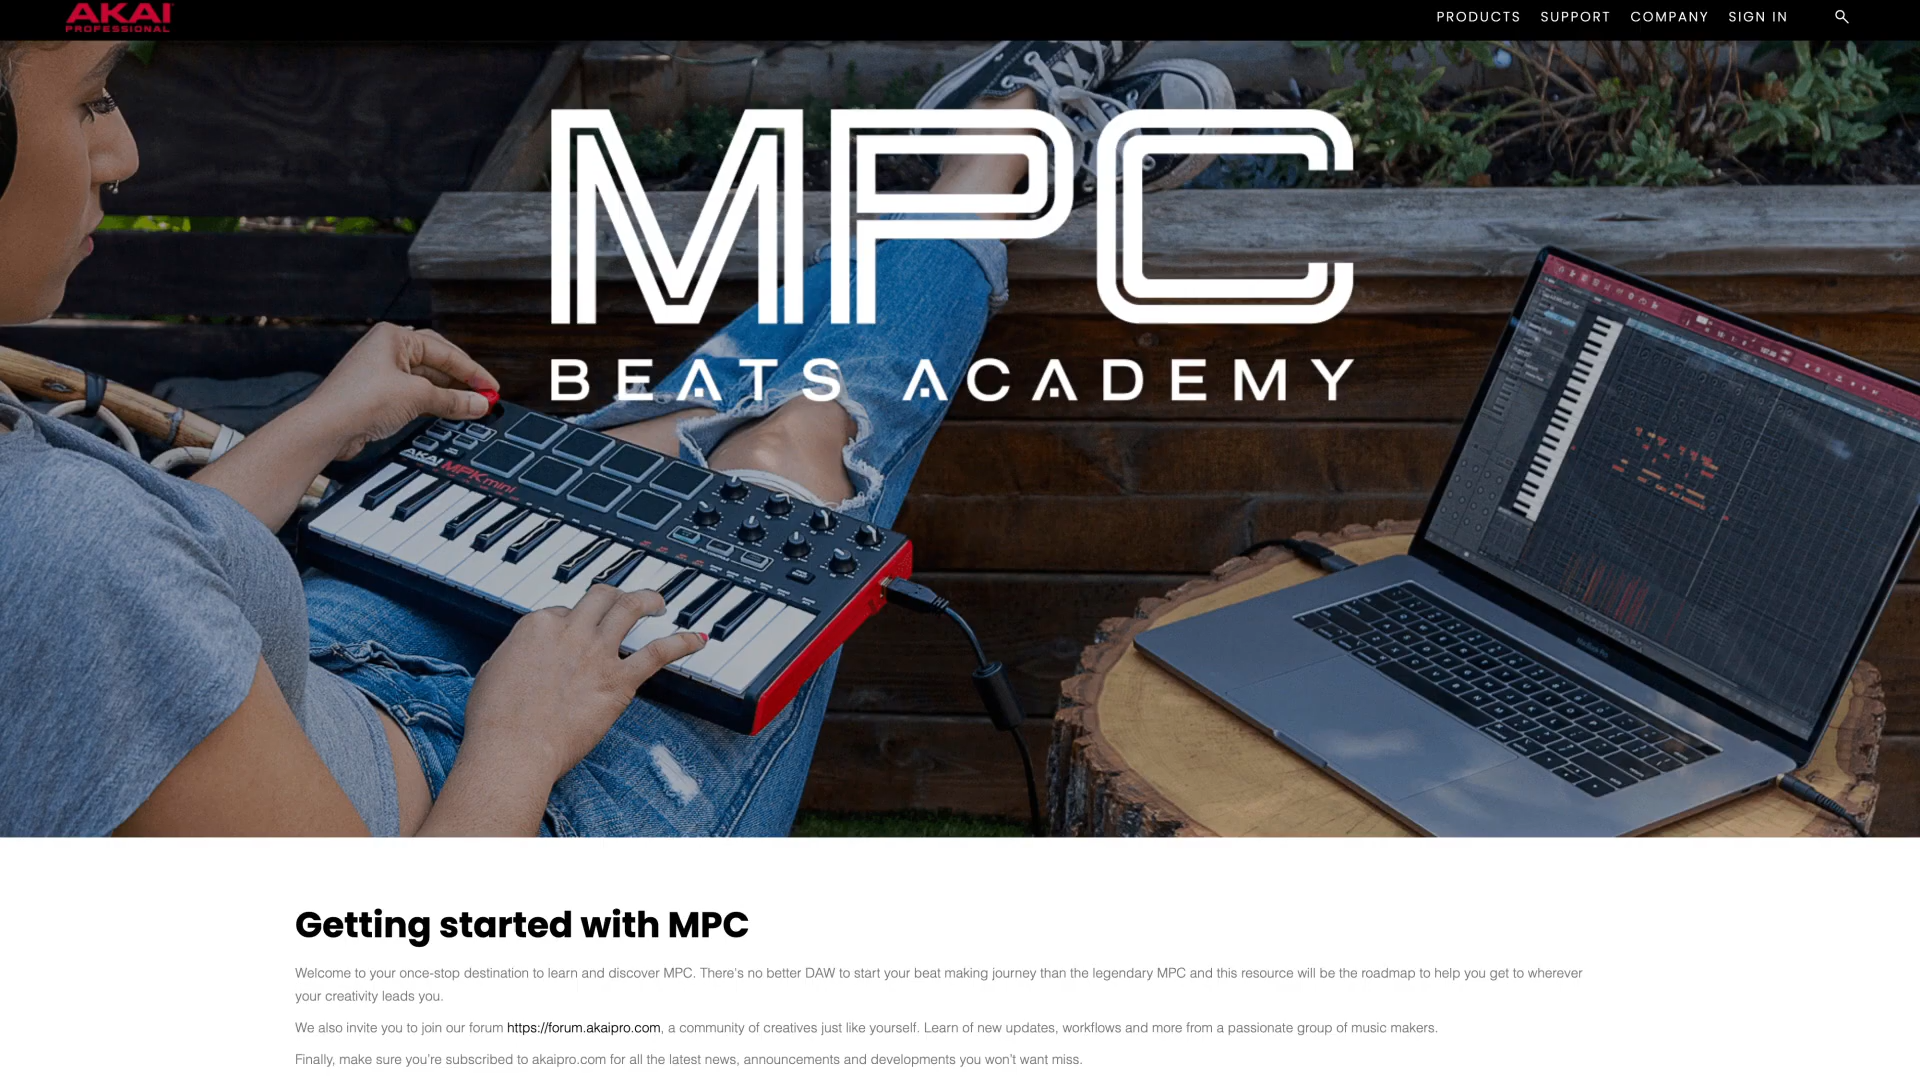 AKAI
PROFESSIONAL
PRODUCTS
SUPPORT
COMPANY
SIGN IN
MPC
BEATS ACADEMY
AKAI MPKmini
MacBook Pro
Getting started with MPC
Welcome to your once-stop destination to learn and discover MPC. There's no better DAW to start your beat making journey than the legendary MPC and this resource will be the roadmap to help you get to wherever
your creativity leads you.
We also invite you to join our forum https://forum.akaipro.com, a community of creatives just like yourself. Learn of new updates, workflows and more from a passionate group of music makers.
Finally, make sure you're subscribed to akaipro.com for all the latest news, announcements and developments you won't want miss.